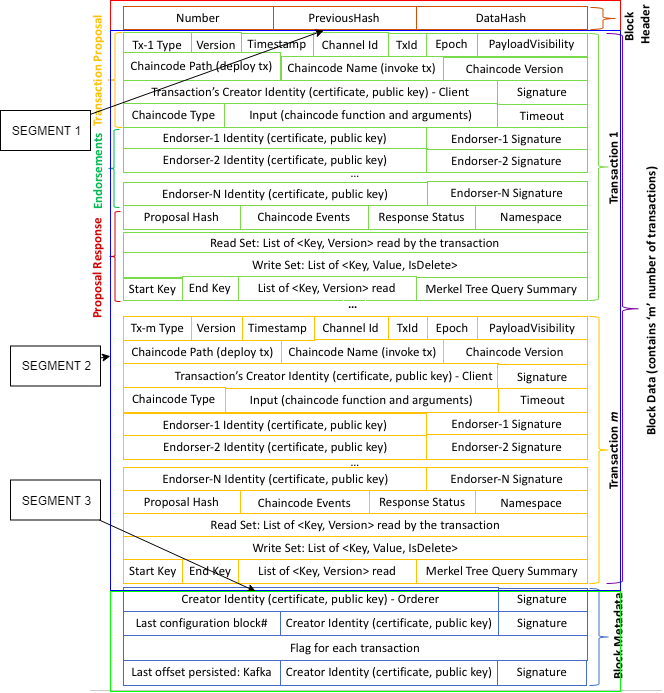 Number PreviousHash DataHash
Block Header
Transaction Proposal
Tx-1 Type Version Timestamp Channel Id TxId Epoch PayloadVisibility
Chaincode Path (deploy tx) Chaincode Name (invoke tx) Chaincode Version
Transaction's Creator Identity (certificate, public key) - Client Signature
Chaincode Type Input (chaincode function and arguments) Timeout
SEGMENT 1
Endorsements
Endorser-1 Identity (certificate, public key) Endorser-1 Signature
Endorser-2 Identity (certificate, public key) Endorser-2 Signature
...
Endorser-N Identity (certificate, public key) Endorser-N Signature
Transaction 1
Proposal Response
Proposal Hash Chaincode Events Response Status Namespace
Read Set: List of <Key, Version> read by the transaction
Write Set: List of <Key, Value, IsDelete>
Start Key End Key List of <Key, Version> read Merkel Tree Query Summary
...
Block Data (contains 'm' number of transactions)
Tx-m Type Version Timestamp Channel Id TxId Epoch PayloadVisibility
Chaincode Path (deploy tx) Chaincode Name (invoke tx) Chaincode Version
SEGMENT 2
Transaction's Creator Identity (certificate, public key) - Client Signature
Chaincode Type Input (chaincode function and arguments) Timeout
Endorser-1 Identity (certificate, public key) Endorser-1 Signature
Endorser-2 Identity (certificate, public key) Endorser-2 Signature
...
Endorser-N Identity (certificate, public key) Endorser-N Signature
Transaction m
SEGMENT 3
Proposal Hash Chaincode Events Response Status Namespace
Read Set: List of <Key, Version> read by the transaction
Write Set: List of <Key, Value, IsDelete>
Start Key End Key List of <Key, Version> read Merkel Tree Query Summary
Creator Identity (certificate, public key) - Orderer Signature
Last configuration block# Creator Identity (certificate, public key) Signature
Flag for each transaction
Last offset persisted: Kafka Creator Identity (certificate, public key) Signature
Block Metadata